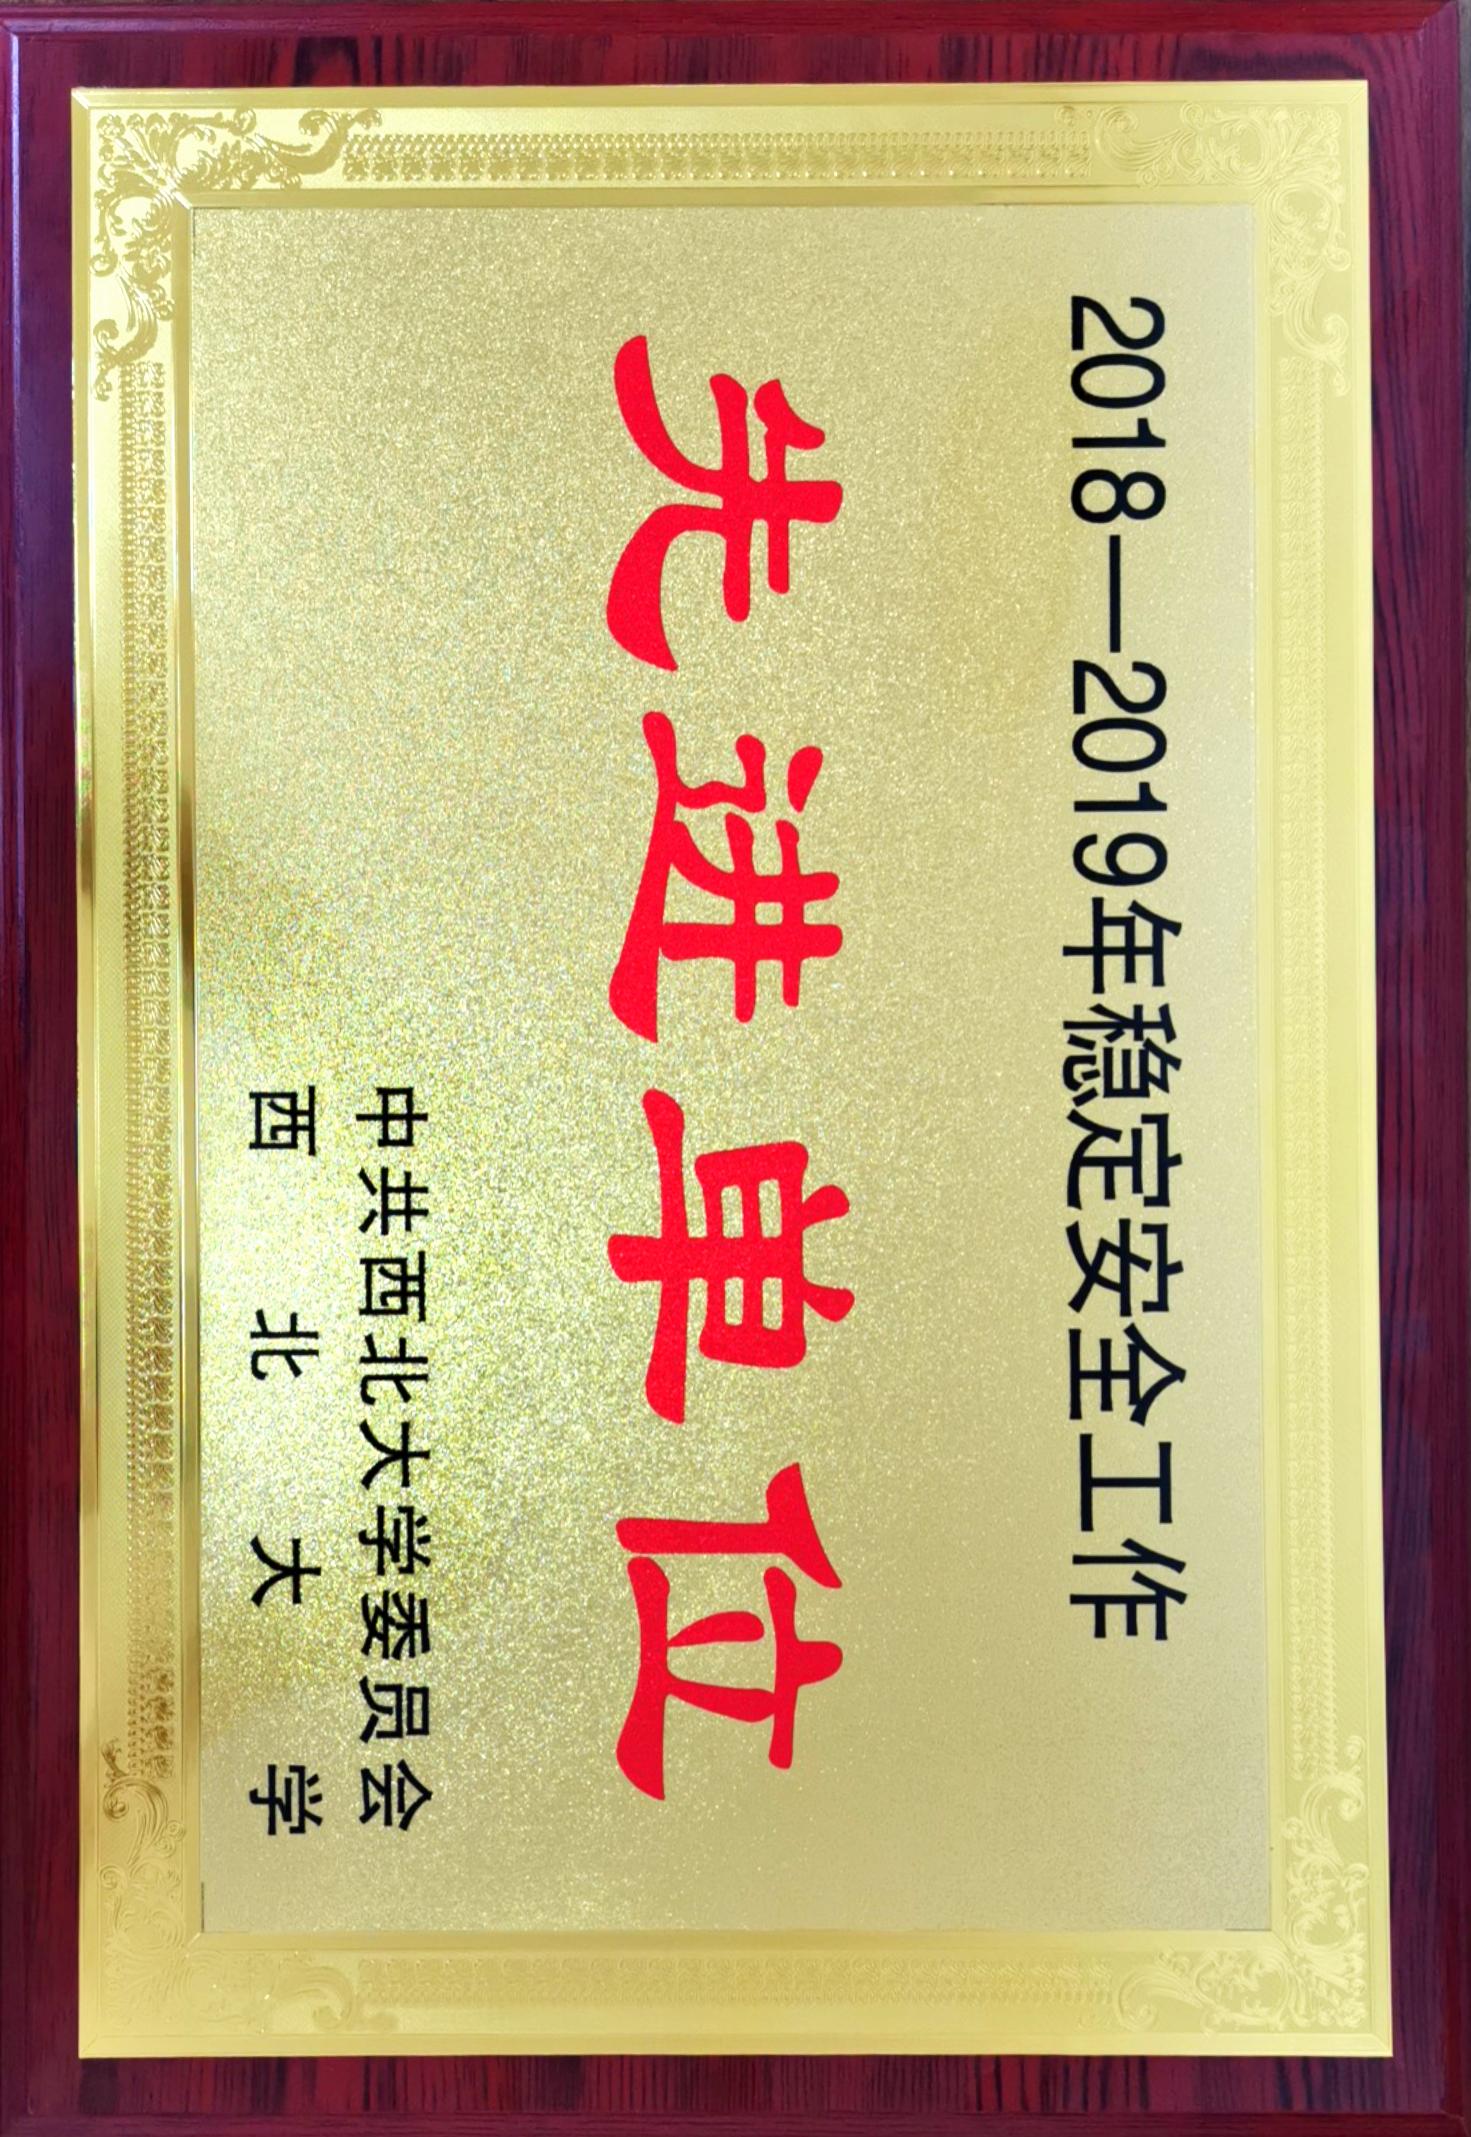 2018—2019年稳定安全工作
先进单位
中共西北大学委员会
西北大学